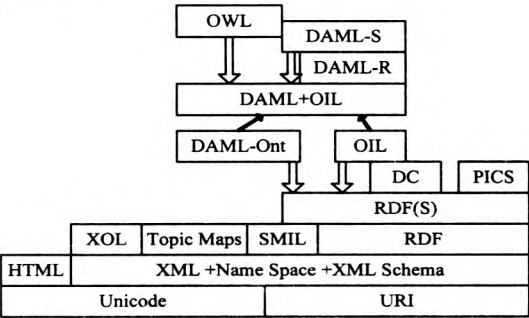 OWL
DAML-S
DAML-R
DAML+OIL
DAML-Ont
OIL
DC
PICS
RDF(S)
XOL
Topic Maps
SMIL
RDF
HTML
XML +Name Space +XML Schema
Unicode
URI